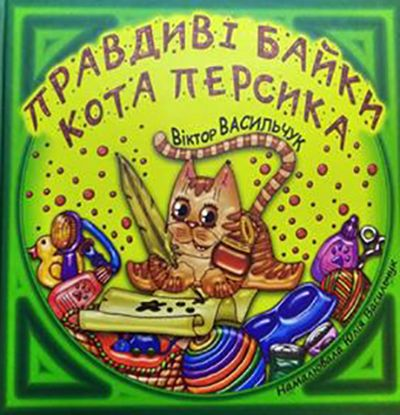 ПРАВДИВІ БАЙКИ
КОТА ПЕРСИКА
Віктор ВАСИЛЬЧУК
Намалювала Юлія Васильчук